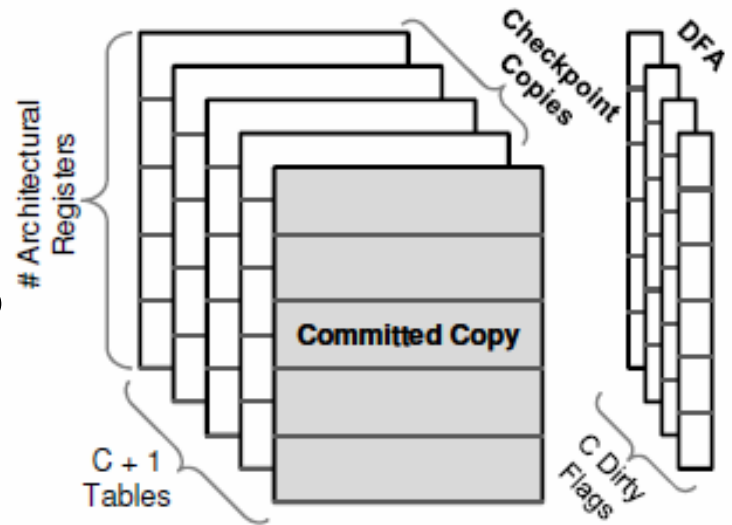 # Architectural
Registers
Checkpoint
Copies
DFA
Committed Copy
C + 1
Tables
C Dirty
Flags